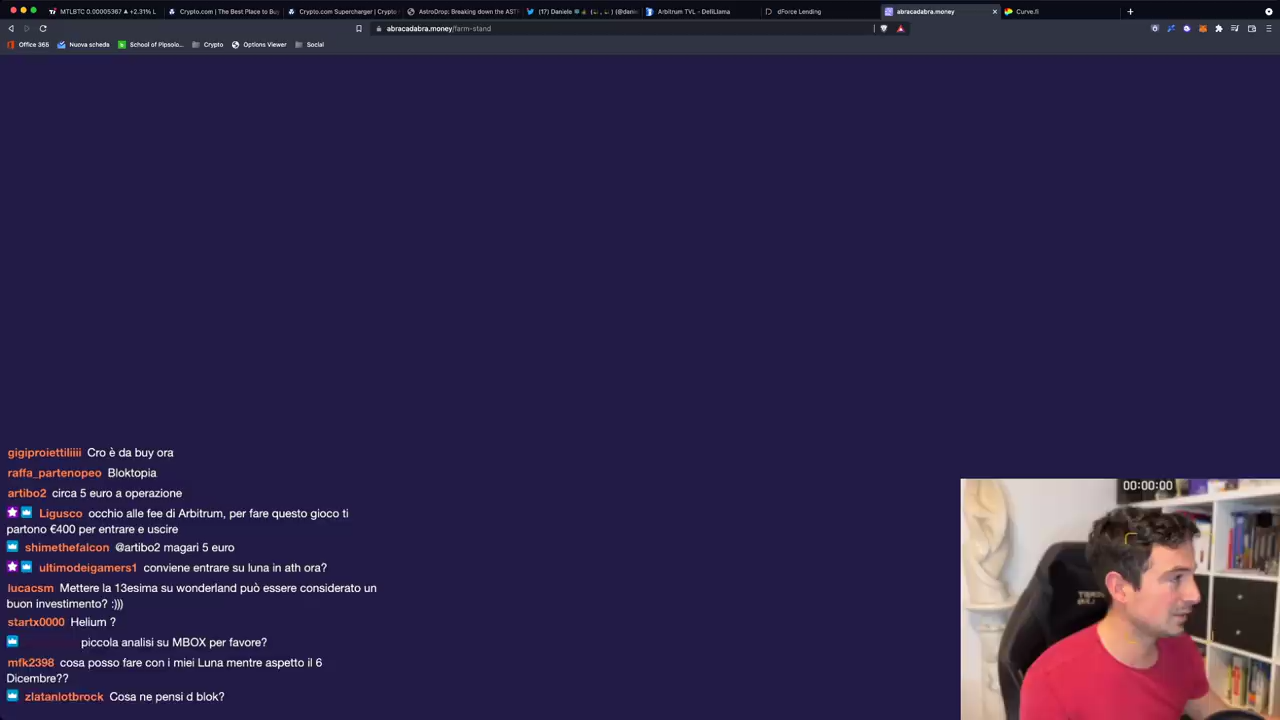 MTLBTC 0.00005367 ▲ +2.31% L
Crypto.com | The Best Place to Bu
Crypto.com Supercharger | Crypto
AstroDrop: Breaking down the AST
(17) Daniele
Arbitrum TVL - DefiLlama
dForce Lending
abracadabra.money
Curve.fi
abracadabra.money/farm-stand
Office 365
Nuova scheda
School of Pipsolo...
Crypto
Options Viewer
Social
gigiproiettiliiii Cro è da buy ora
raffa_partenopeo Bloktopia
artibo2 circa 5 euro a operazione
Ligusco occhio alle fee di Arbitrum, per fare questo gioco ti
partono €400 per entrare e uscire
shimethefalcon @artibo2 magari 5 euro
ultimodeigamers1 conviene entrare su luna in ath ora?
lucacsm Mettere la 13esima su wonderland può essere considerato un
buon investimento? :)))
startx0000 Helium ?
piccola analisi su MBOX per favore?
mfk2398 cosa posso fare con i miei Luna mentre aspetto il 6
Dicembre??
zlatanlotbrock Cosa ne pensi d blok?
00:00:00